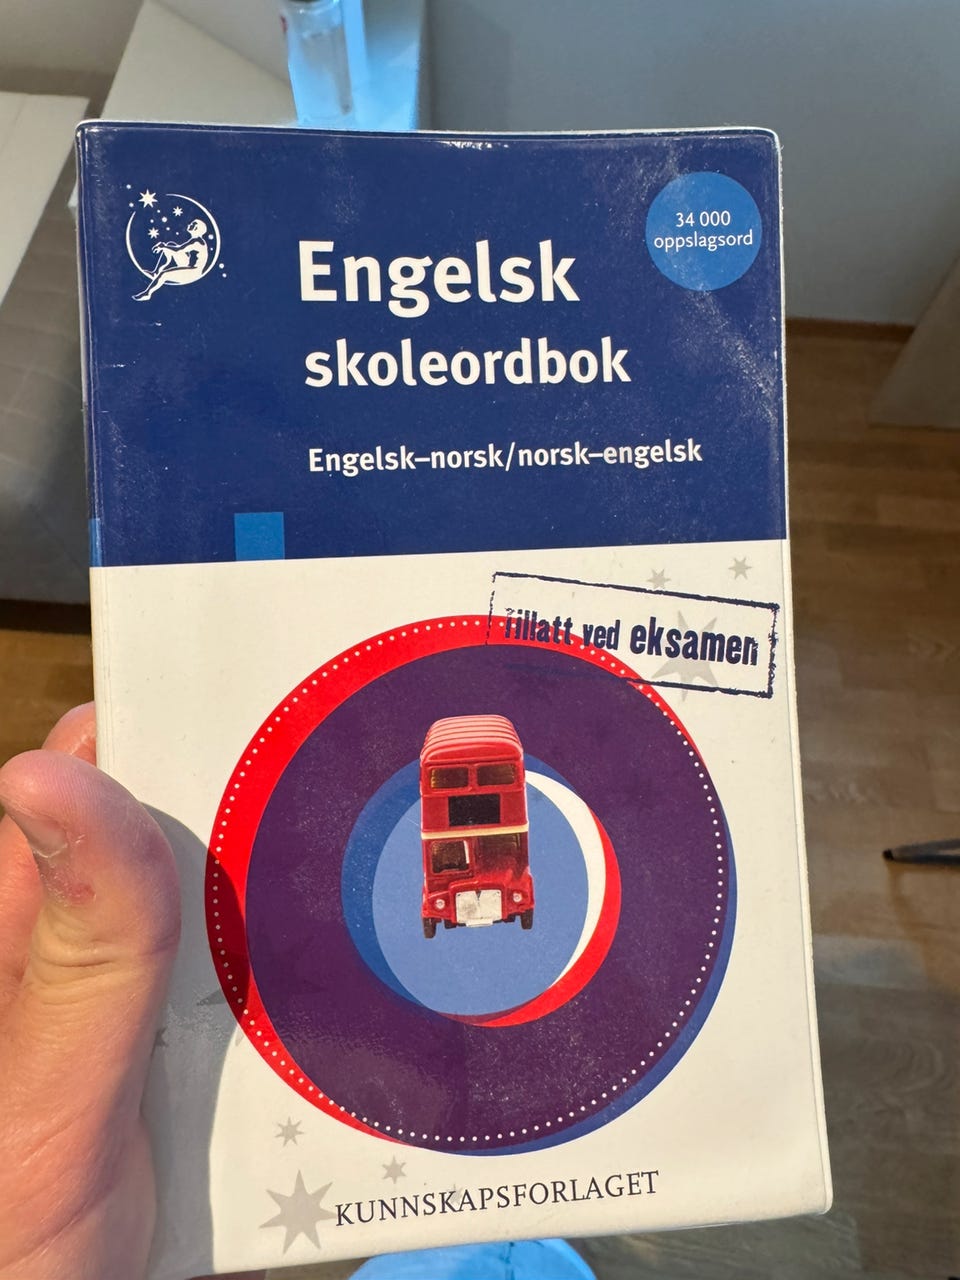 34 000
oppslagsord
Engelsk
skoleordbok
Engelsk–norsk/norsk–engelsk
Tillatt ved eksamen
KUNNSKAPSFORLAGET